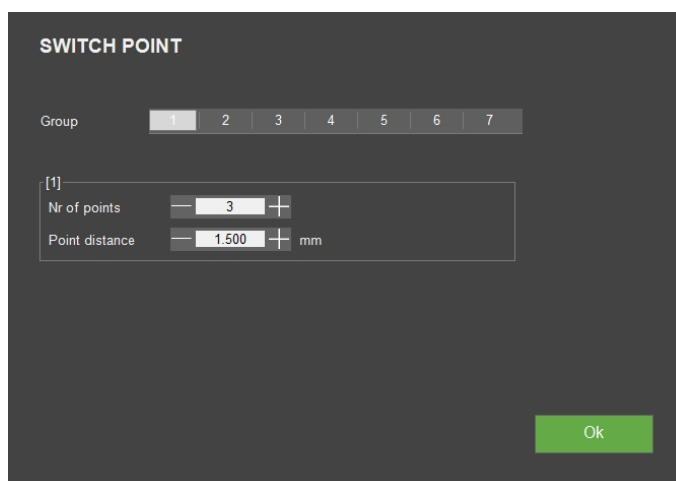 SWITCH POINT
Group 1 2 3 4 5 6 7
[1]
Nr of points — 3 +
Point distance — 1.500 + mm
Ok